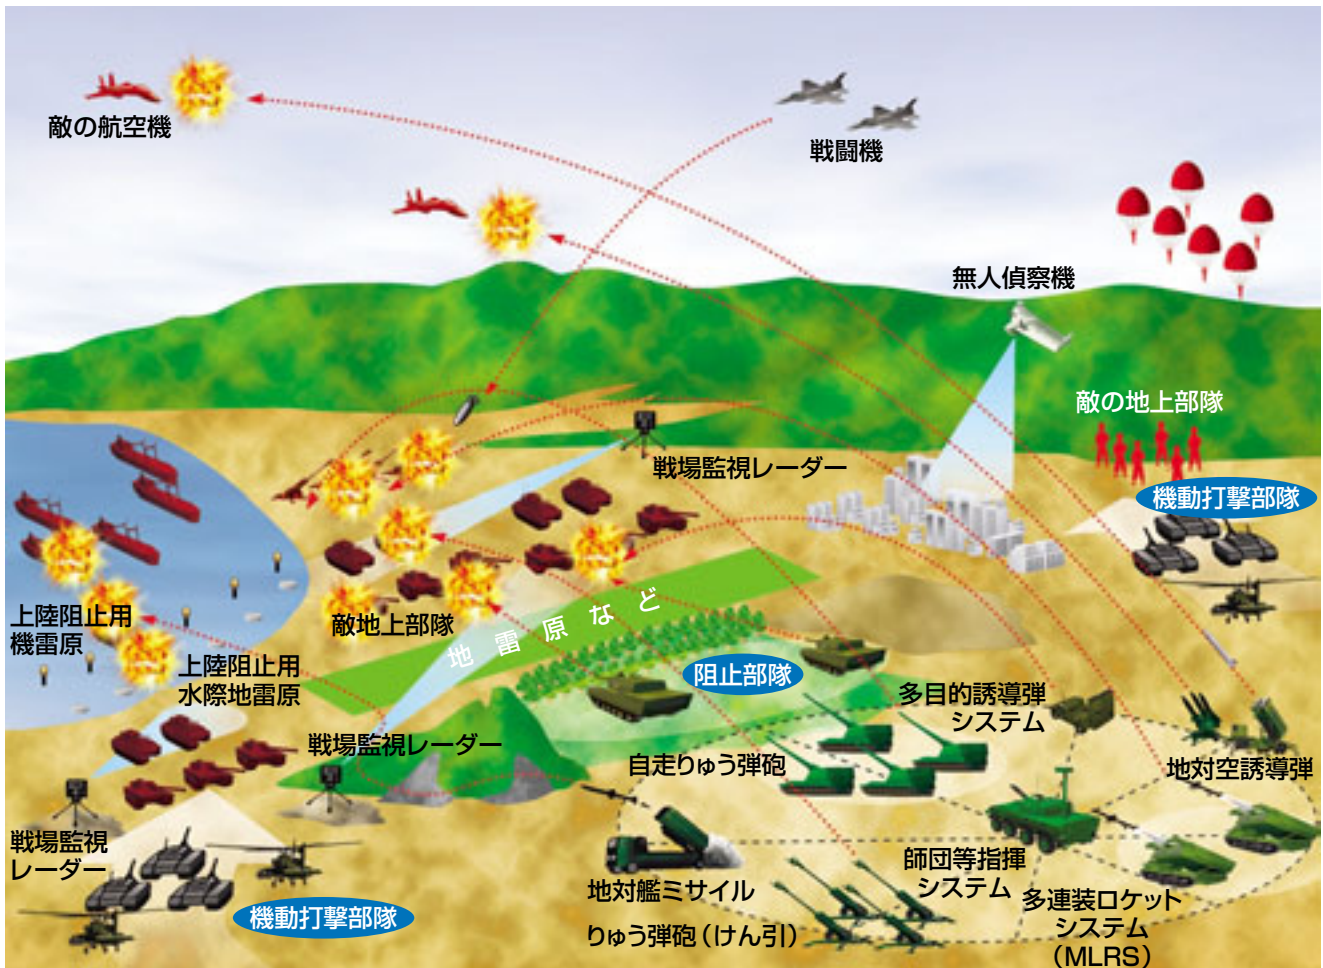 敵の航空機
戦闘機
無人偵察機
敵の地上部隊
戦場監視レーダー
機動打撃部隊
上陸阻止用
機雷原
敵地上部隊
地雷原など
上陸阻止用
水際地雷原
阻止部隊
多目的誘導弾
システム
戦場監視レーダー
自走りゅう弾砲
地対空誘導弾
戦場監視
レーダー
師団等指揮
システム
地対艦ミサイル
多連装ロケット
システム
（MLRS）
機動打撃部隊
りゅう弾砲（けん引）